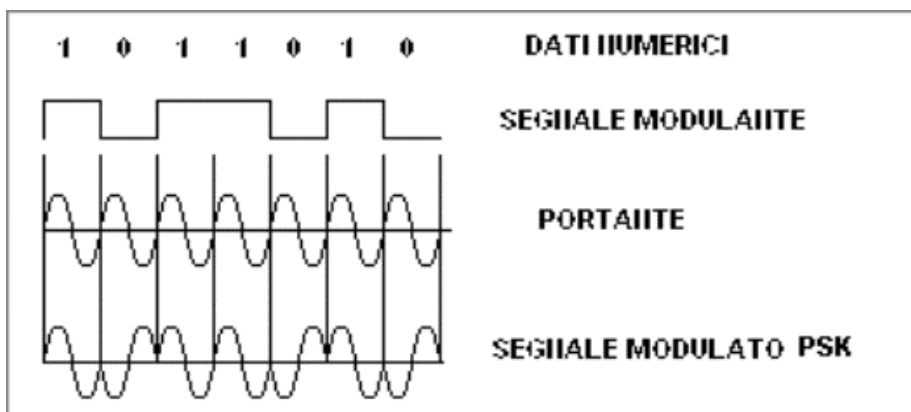 1 0 1 1 0 1 0 DATI NUMERICI
SEGNALE MODULANTE
PORTANTE
SEGNALE MODULATO PSK